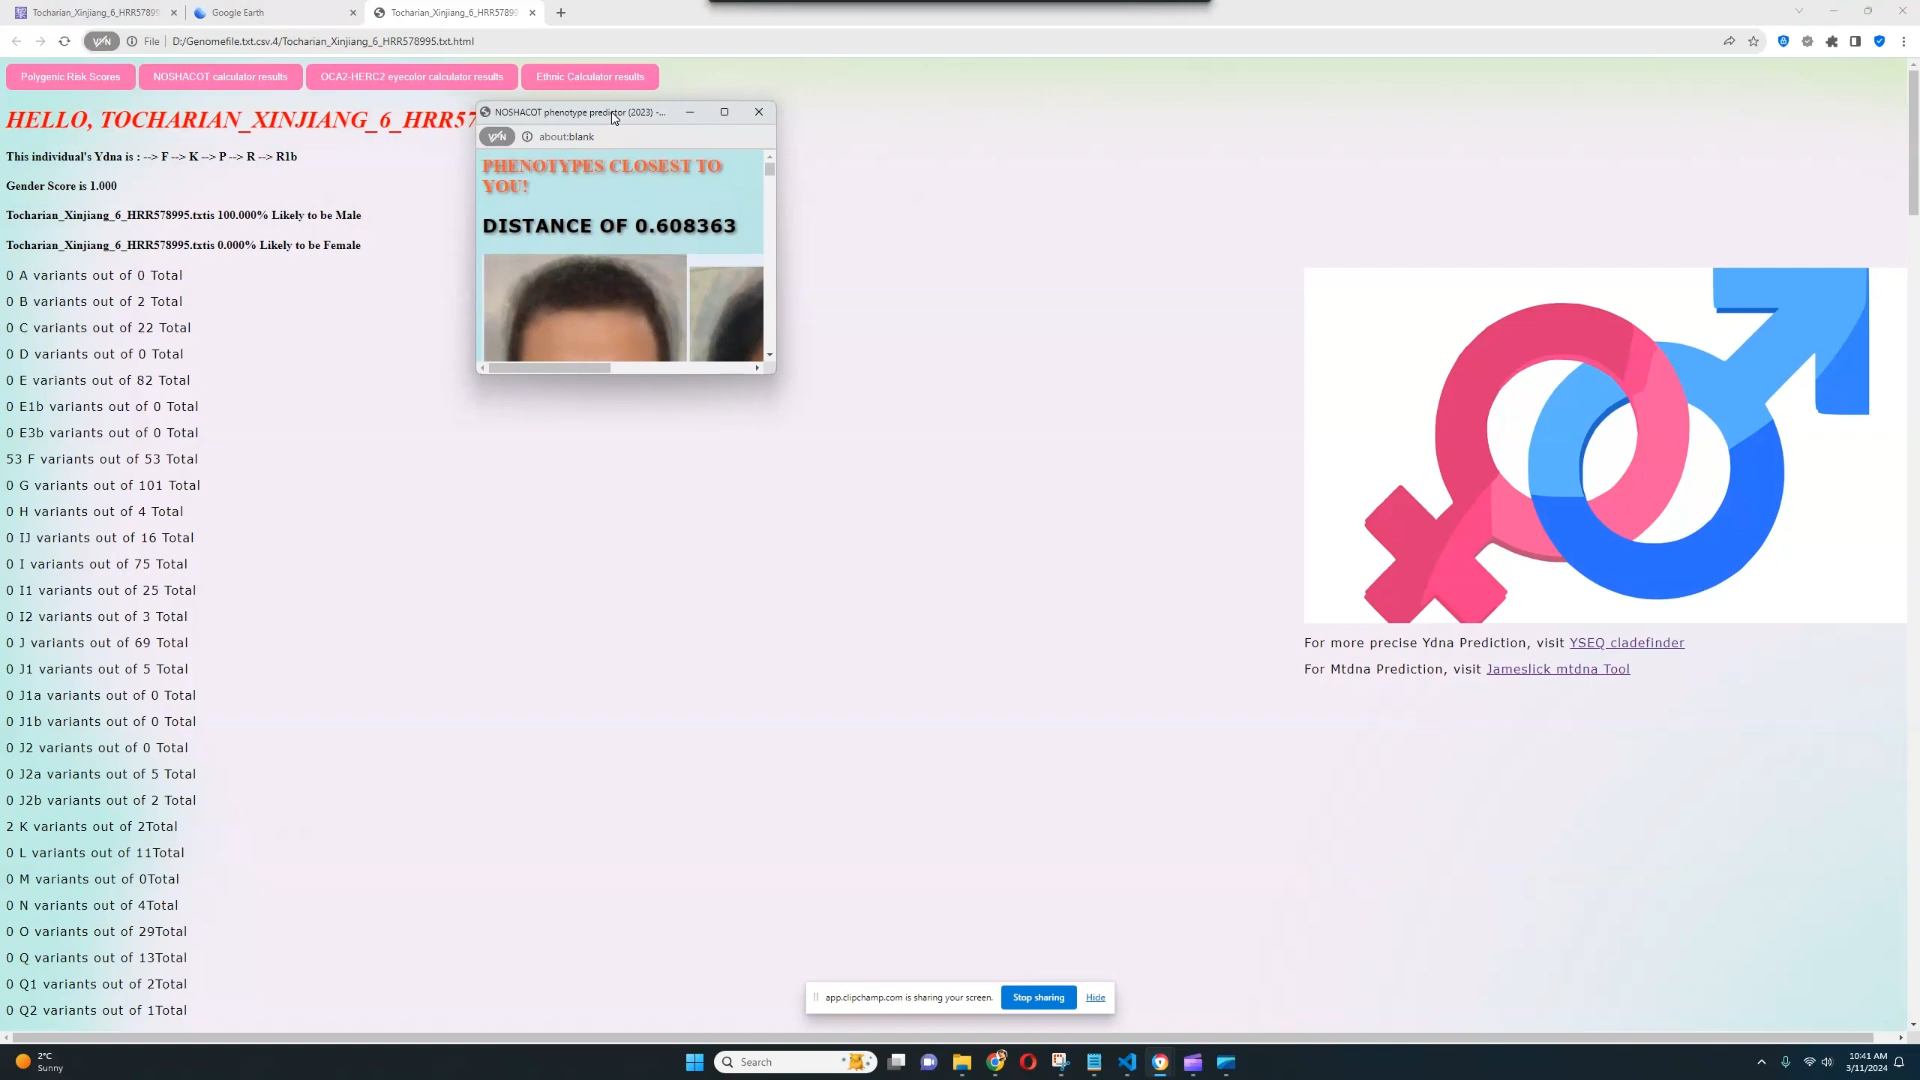 Tocharian_Xinjiang_6_HRR5789
Google Earth
Tocharian_Xinjiang_6_HRR5789
File
D:/Genomefile.txt.csv.4/Tocharian_Xinjiang_6_HRR578995.txt.html
Polygenic Risk Scores
NOSHACOT calculator results
OCA2-HERC2 eyecolor calculator results
Ethnic Calculator results
HELLO, TOCHARIAN_XINJIANG_6_HRR57
This individual's Ydna is : --> F --> K --> P --> R --> R1b
Gender Score is 1.000
Tocharian_Xinjiang_6_HRR578995.txtis 100.000% Likely to be Male
Tocharian_Xinjiang_6_HRR578995.txtis 0.000% Likely to be Female
0 A variants out of 0 Total
0 B variants out of 2 Total
0 C variants out of 22 Total
0 D variants out of 0 Total
0 E variants out of 82 Total
0 E1b variants out of 0 Total
0 E3b variants out of 0 Total
53 F variants out of 53 Total
0 G variants out of 101 Total
0 H variants out of 4 Total
0 IJ variants out of 16 Total
0 I variants out of 75 Total
0 I1 variants out of 25 Total
0 I2 variants out of 3 Total
0 J variants out of 69 Total
0 J1 variants out of 5 Total
0 J1a variants out of 0 Total
0 J1b variants out of 0 Total
0 J2 variants out of 0 Total
0 J2a variants out of 5 Total
0 J2b variants out of 2 Total
2 K variants out of 2Total
0 L variants out of 11Total
0 M variants out of 0Total
0 N variants out of 4Total
0 O variants out of 29Total
0 Q variants out of 13Total
0 Q1 variants out of 2Total
0 Q2 variants out of 1Total
NOSHACOT phenotype predictor (2023) -...
about:blank
PHENOTYPES CLOSEST TO
YOU!
DISTANCE OF 0.608363
For more precise Ydna Prediction, visit YSEQ cladefinder
For Mtdna Prediction, visit Jameslick mtdna Tool
app.clipchamp.com is sharing your screen.
Stop sharing
Hide
2°C
Sunny
Search
10:41 AM
3/11/2024